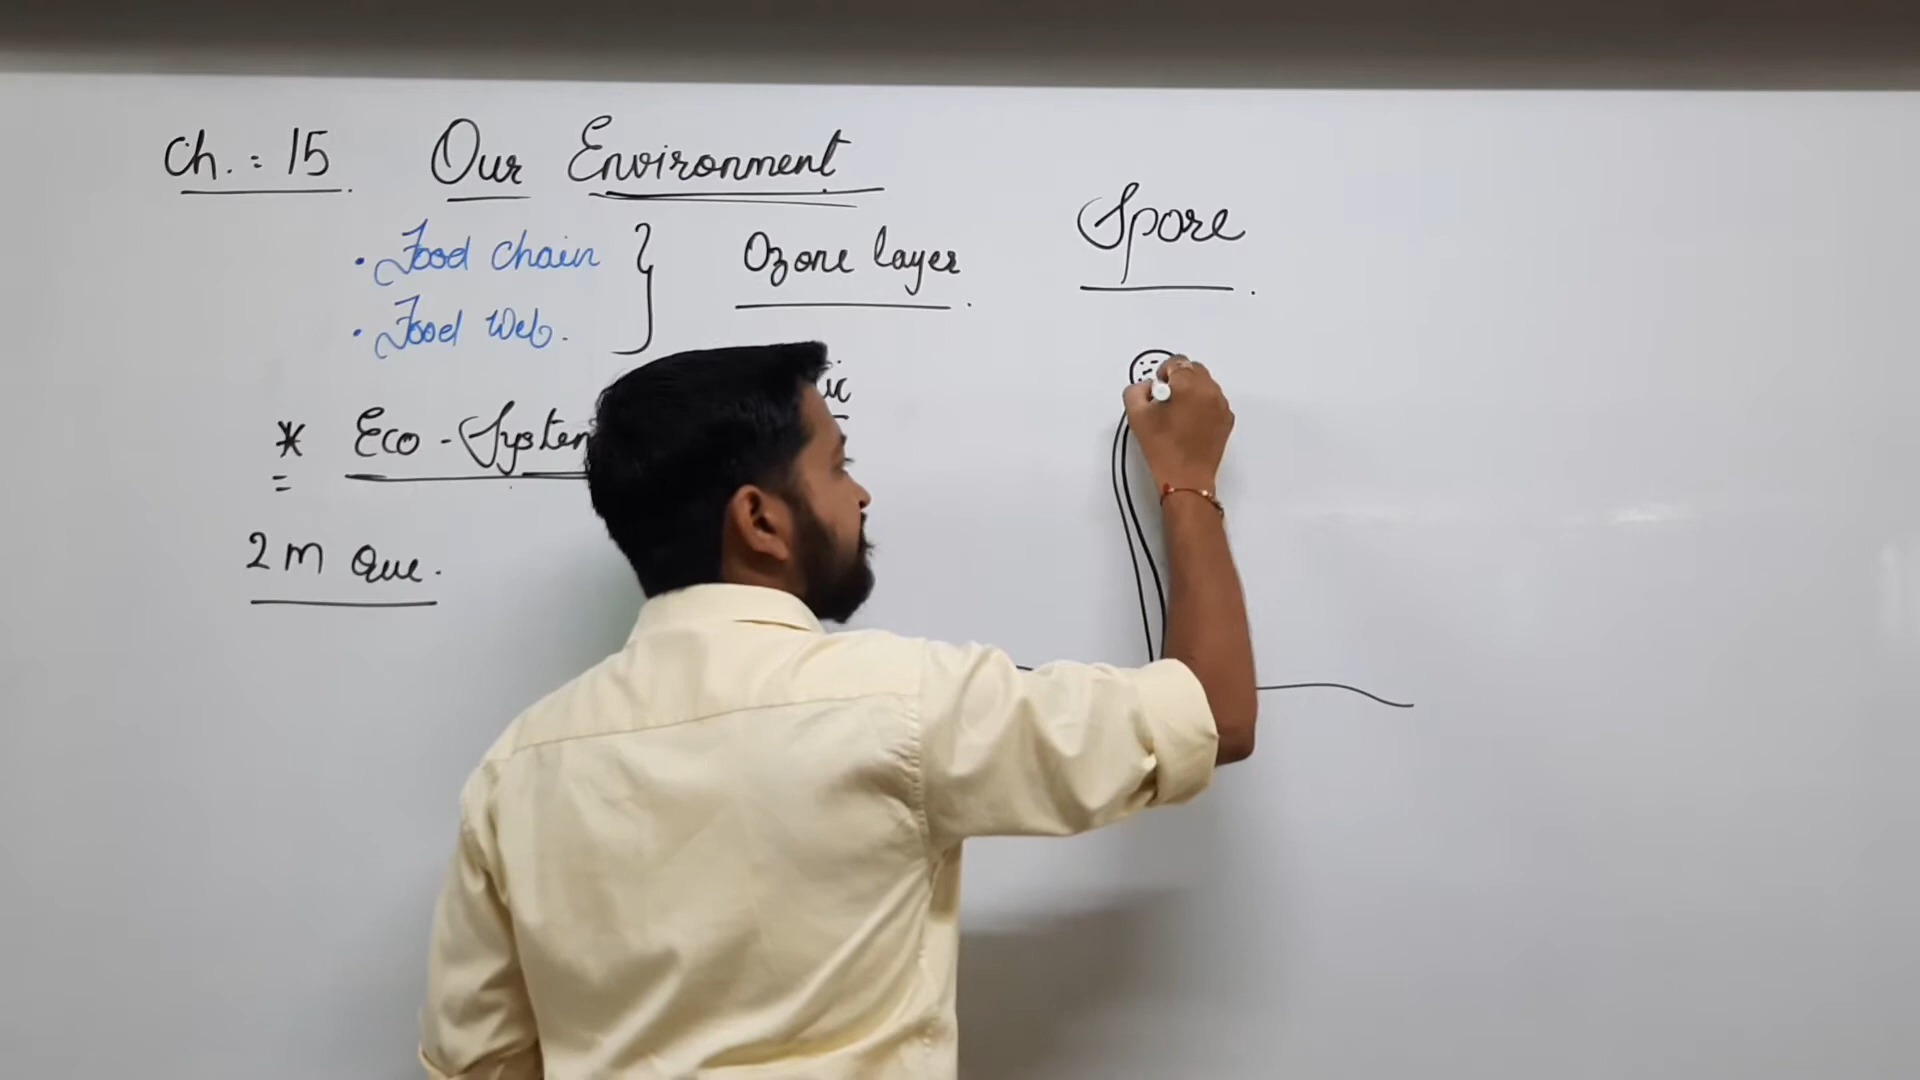 Ch. : 15 Our Environment
• Food chain
• Food Web.
Ozone layer
Spore
* Eco - System
2 m Que.